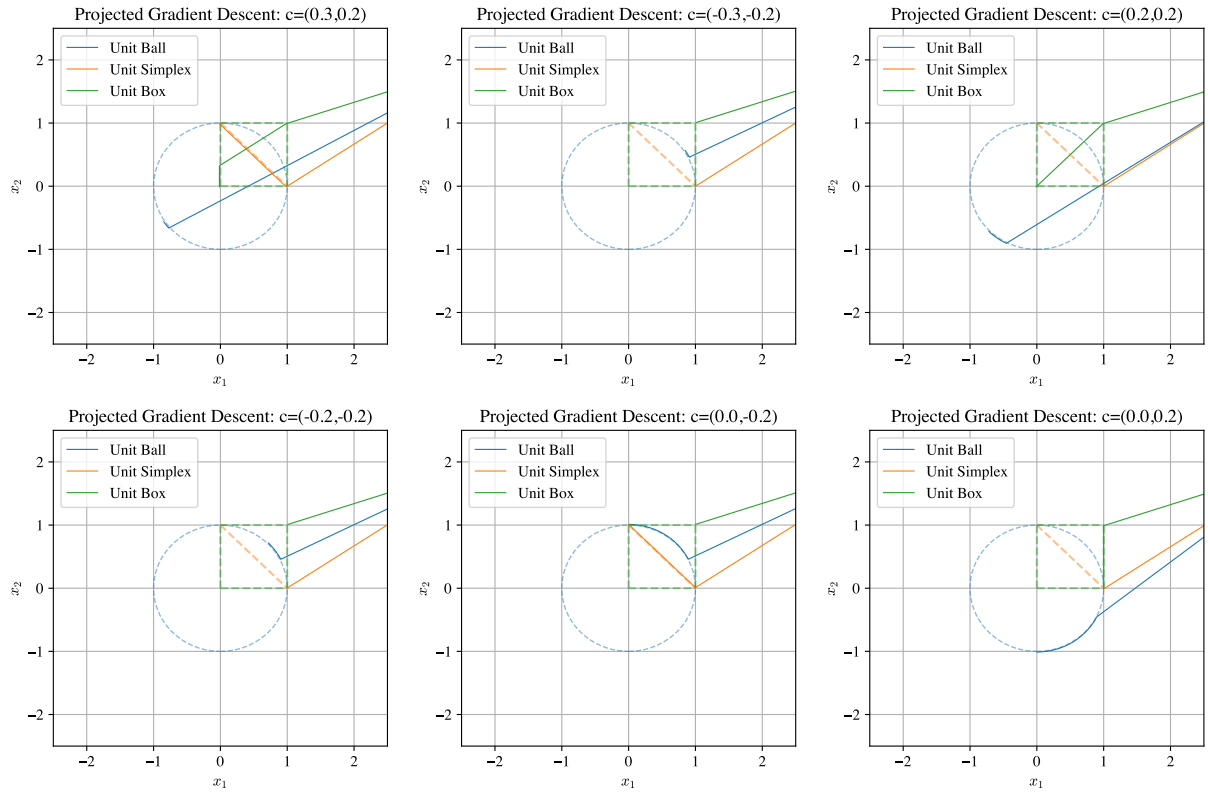 Projected Gradient Descent: c=(0.3,0.2)
Unit Ball
Unit Simplex
Unit Box
2
1
0
−1
−2
x₂
−2 −1 0 1 2
x₁
Projected Gradient Descent: c=(-0.3,-0.2)
Unit Ball
Unit Simplex
Unit Box
2
1
0
−1
−2
x₂
−2 −1 0 1 2
x₁
Projected Gradient Descent: c=(0.2,0.2)
Unit Ball
Unit Simplex
Unit Box
2
1
0
−1
−2
x₂
−2 −1 0 1 2
x₁
Projected Gradient Descent: c=(-0.2,-0.2)
Unit Ball
Unit Simplex
Unit Box
2
1
0
−1
−2
x₂
−2 −1 0 1 2
x₁
Projected Gradient Descent: c=(0.0,-0.2)
Unit Ball
Unit Simplex
Unit Box
2
1
0
−1
−2
x₂
−2 −1 0 1 2
x₁
Projected Gradient Descent: c=(0.0,0.2)
Unit Ball
Unit Simplex
Unit Box
2
1
0
−1
−2
x₂
−2 −1 0 1 2
x₁